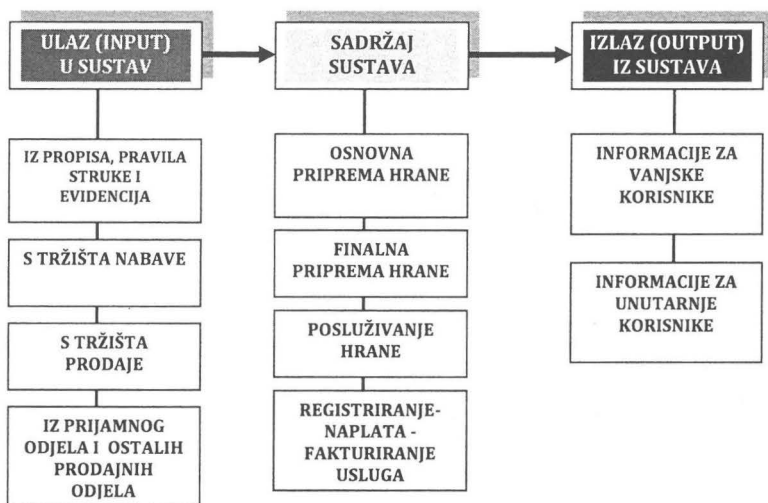 ULAZ (INPUT)
U SUSTAV
IZ PROPISA, PRAVILA
STRUKE I
EVIDENCIJA
S TRŽIŠTA NABAVE
S TRŽIŠTA
PRODAJE
IZ PRIJAMNOG
ODJELA I OSTALIH
PRODAJNIH
ODJELA
SADRŽAJ
SUSTAVA
OSNOVNA
PRIPREMA HRANE
FINALNA
PRIPREMA HRANE
POSLUŽIVANJE
HRANE
REGISTRIRANJE-
NAPLATA -
FAKTURIRANJE
USLUGA
IZLAZ (OUTPUT)
IZ SUSTAVA
INFORMACIJE ZA
VANJSKE
KORISNIKE
INFORMACIJE ZA
UNUTARNJE
KORISNIKE